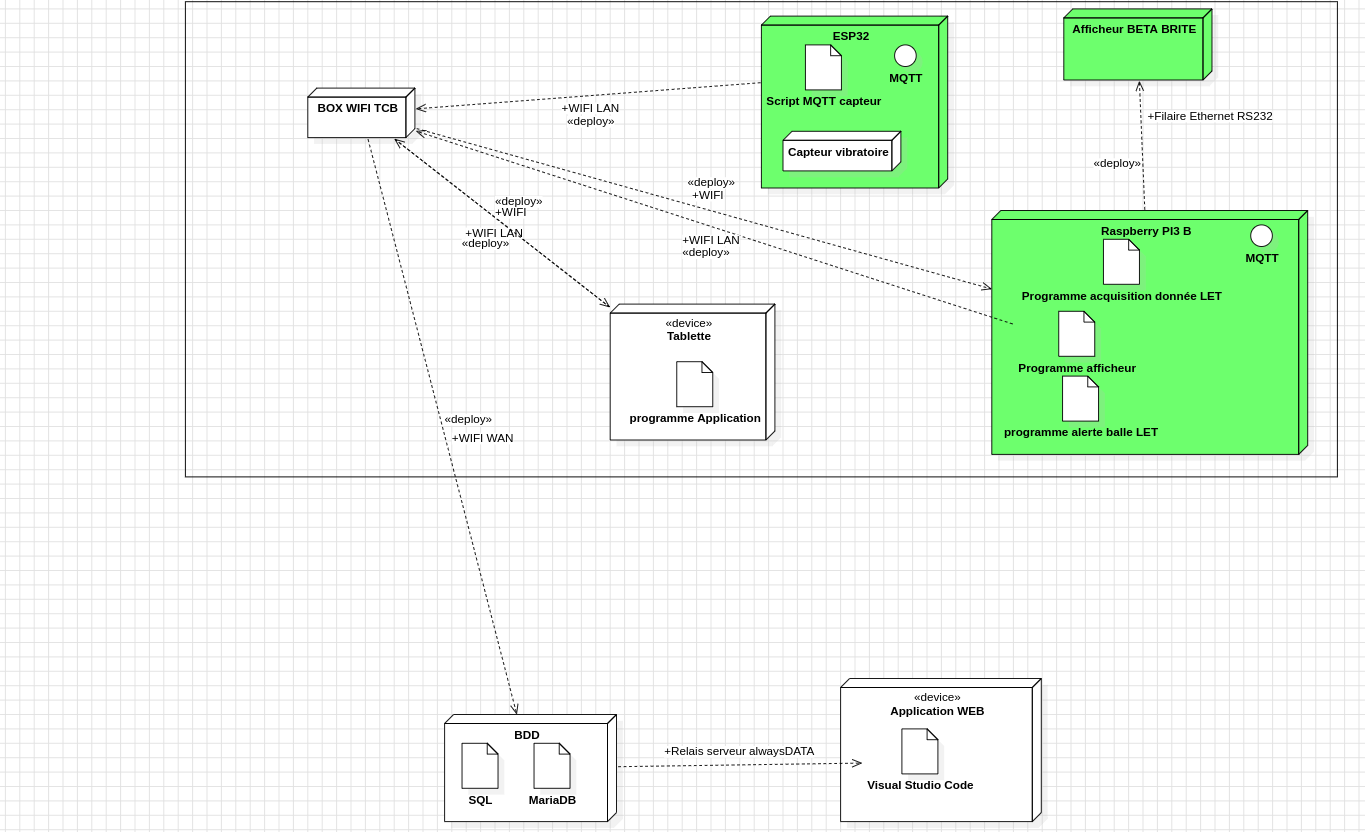 ESP32
MQTT
Script MQTT capteur
Capteur vibratoire
Afficheur BETA BRITE
BOX WIFI TCB
+WIFI LAN
«deploy»
+Filaire Ethernet RS232
«deploy»
«deploy»
+WIFI
«deploy»
+WIFI
+WIFI LAN
«deploy»
+WIFI LAN
«deploy»
Raspberry PI3 B
MQTT
Programme acquisition donnée LET
Programme afficheur
programme alerte balle LET
«device»
Tablette
programme Application
«deploy»
+WIFI WAN
BDD
SQL
MariaDB
+Relais serveur alwaysDATA
«device»
Application WEB
Visual Studio Code